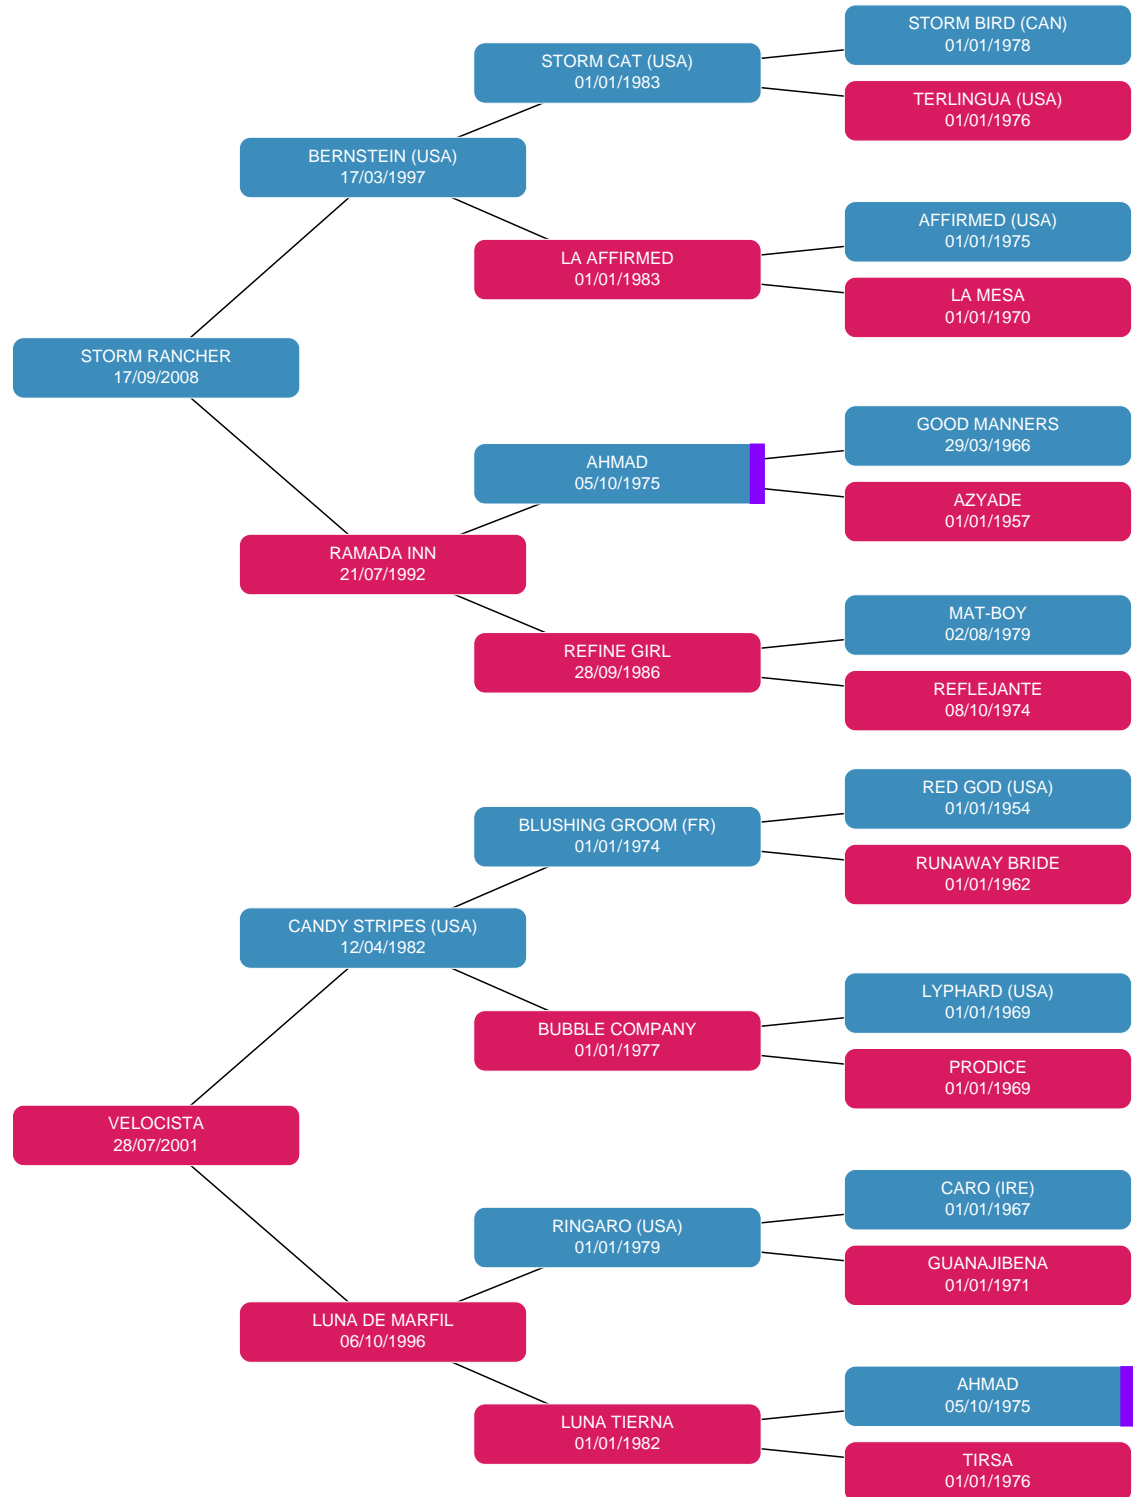 STORM BIRD (CAN)
01/01/1978
STORM CAT (USA)
01/01/1983
TERLINGUA (USA)
01/01/1976
BERNSTEIN (USA)
17/03/1997
AFFIRMED (USA)
01/01/1975
LA AFFIRMED
01/01/1983
LA MESA
01/01/1970
STORM RANCHER
17/09/2008
GOOD MANNERS
29/03/1966
AHMAD
05/10/1975
AZYADE
01/01/1957
RAMADA INN
21/07/1992
MAT-BOY
02/08/1979
REFINE GIRL
28/09/1986
REFLEJANTE
08/10/1974
RED GOD (USA)
01/01/1954
BLUSHING GROOM (FR)
01/01/1974
RUNAWAY BRIDE
01/01/1962
CANDY STRIPES (USA)
12/04/1982
LYPHARD (USA)
01/01/1969
BUBBLE COMPANY
01/01/1977
PRODICE
01/01/1969
VELOCISTA
28/07/2001
CARO (IRE)
01/01/1967
RINGARO (USA)
01/01/1979
GUANAJIBENA
01/01/1971
LUNA DE MARFIL
06/10/1996
AHMAD
05/10/1975
LUNA TIERNA
01/01/1982
TIRSA
01/01/1976